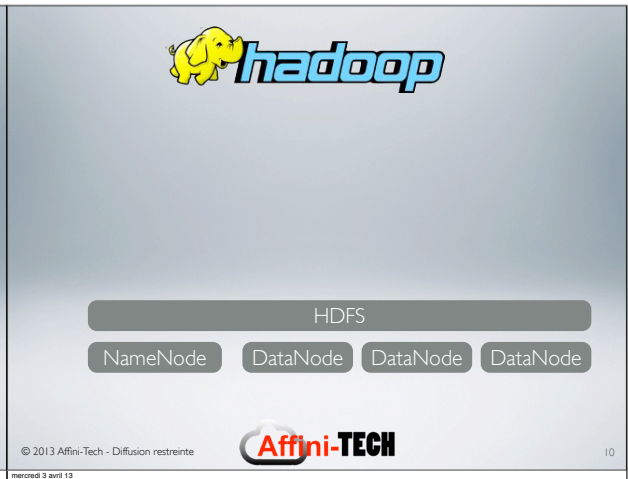 hadoop
HDFS
NameNode DataNode DataNode DataNode
© 2013 Affini-Tech - Diffusion restreinte Affini-TECH 10
mercredi 3 avril 13